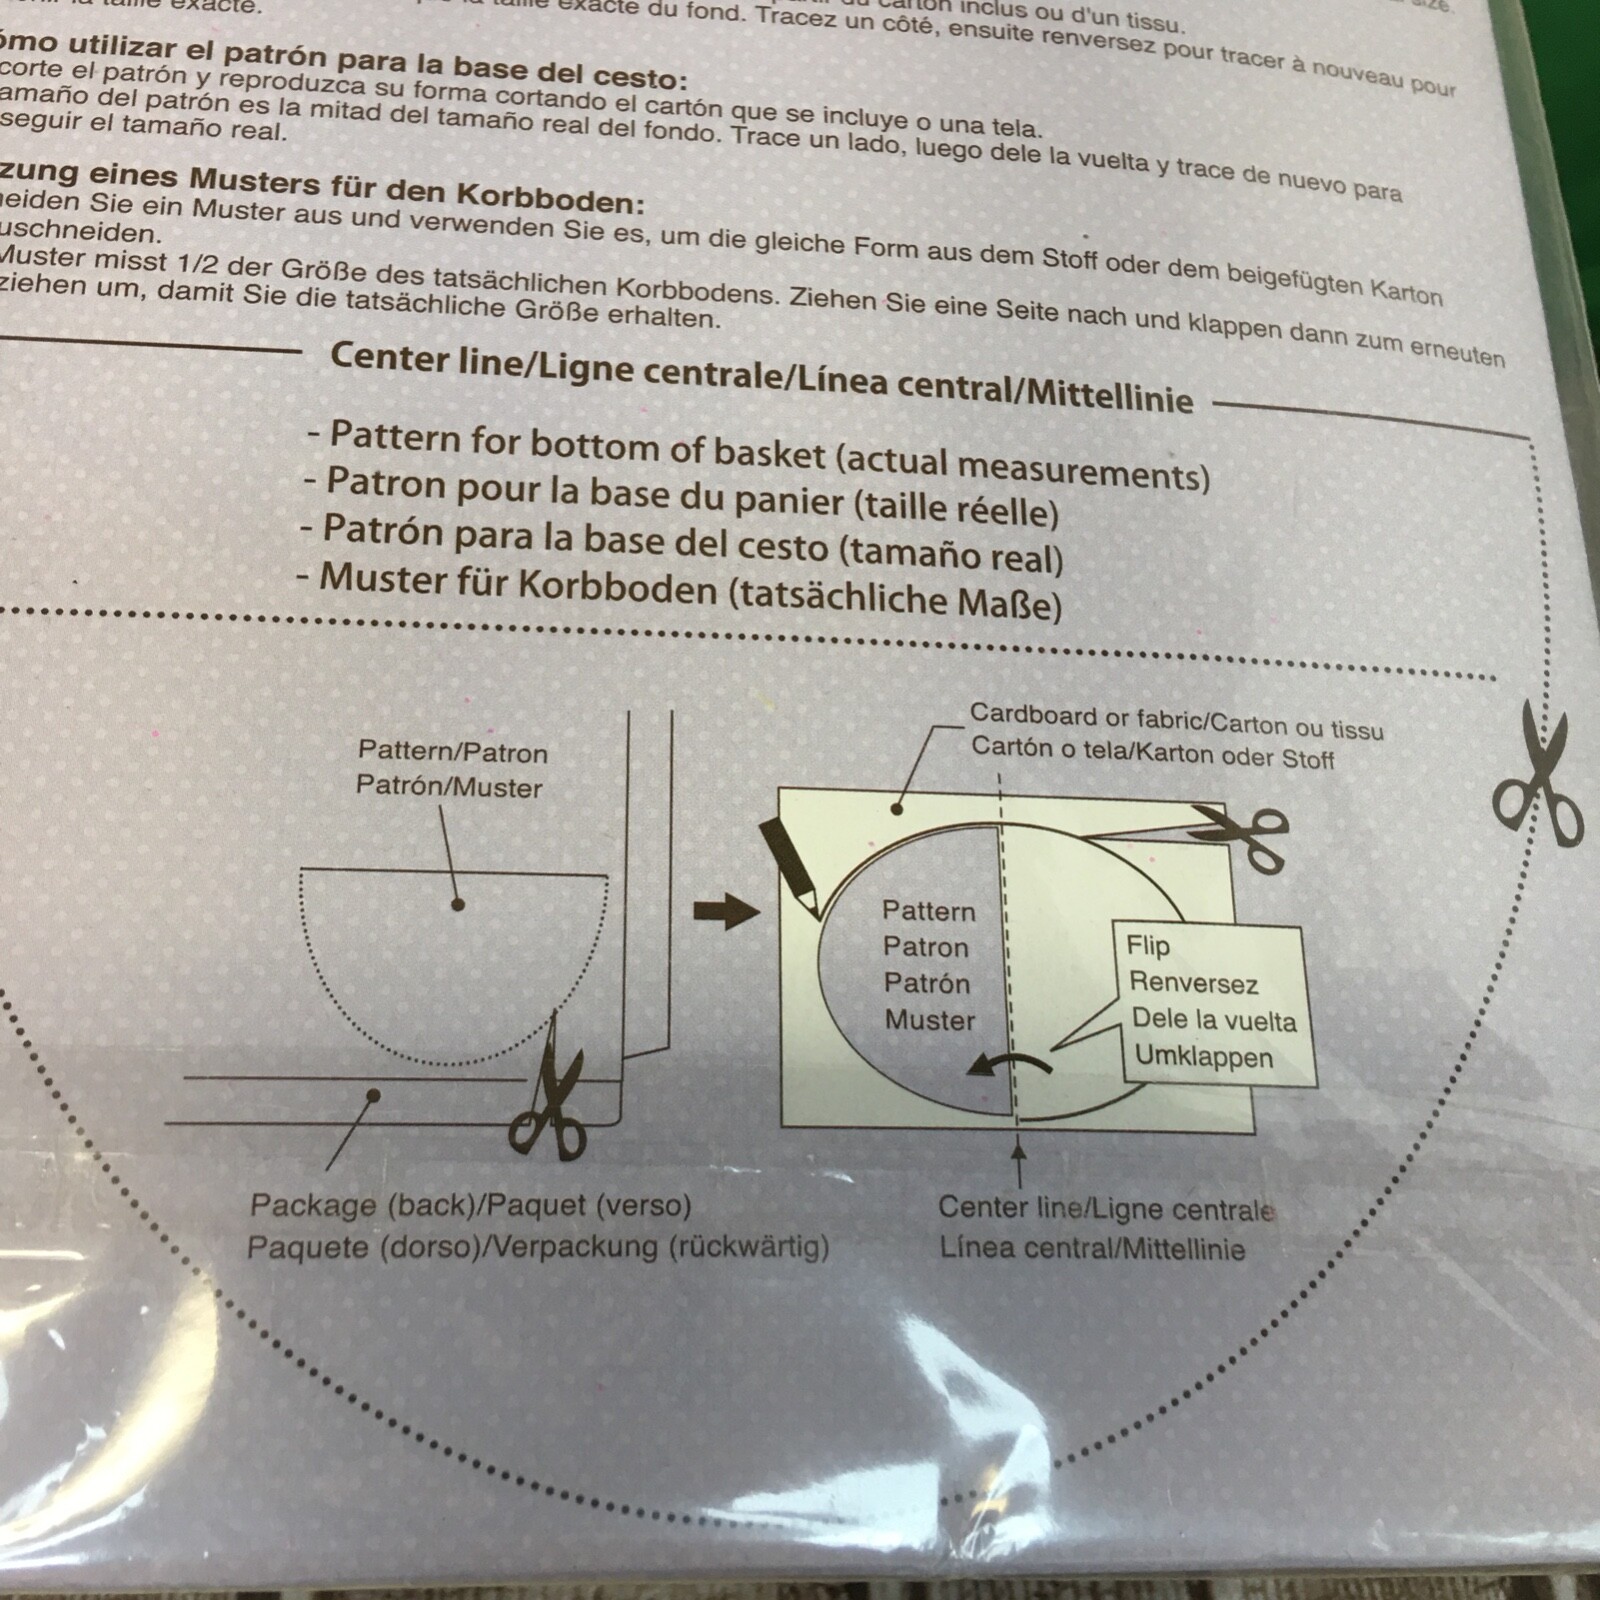 size.
taille exacte.
carton inclus ou d'un tissu.
la taille exacte du fond. Tracez un côté, ensuite renversez pour tracer à nouveau pour
ómo utilizar el patrón para la base del cesto:
corte el patrón y reproduzca su forma cortando el cartón que se incluye o una tela.
amaño del patrón es la mitad del tamaño real del fondo. Trace un lado, luego dele la vuelta y trace de nuevo para
seguir el tamaño real.
zung eines Musters für den Korbboden:
neiden Sie ein Muster aus und verwenden Sie es, um die gleiche Form aus dem Stoff oder dem beigefügten Karton
uschneiden.
Muster misst 1/2 der Größe des tatsächlichen Korbbodens. Ziehen Sie eine Seite nach und klappen dann zum erneuten
ziehen um, damit Sie die tatsächliche Größe erhalten.
Center line/Ligne centrale/Línea central/Mittellinie
- Pattern for bottom of basket (actual measurements)
- Patron pour la base du panier (taille réelle)
- Patrón para la base del cesto (tamaño real)
- Muster für Korbboden (tatsächliche Maße)
Pattern/Patron
Patrón/Muster
Cardboard or fabric/Carton ou tissu
Cartón o tela/Karton oder Stoff
Pattern
Patron
Patrón
Muster
Flip
Renversez
Dele la vuelta
Umklappen
Package (back)/Paquet (verso)
Paquete (dorso)/Verpackung (rückwärtig)
Center line/Ligne centrale
Línea central/Mittellinie